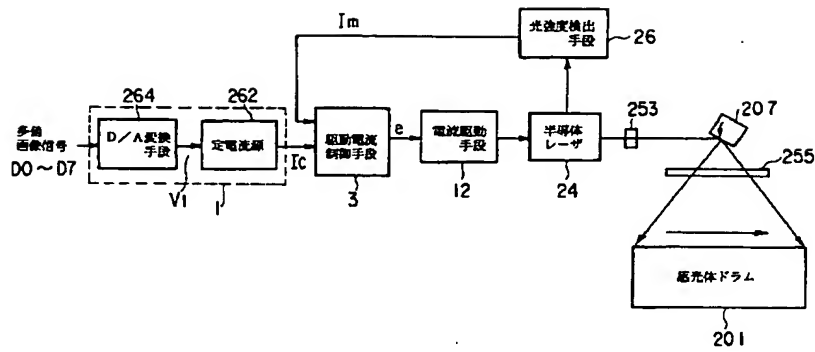 Im
光強度検出
手段
26
264
262
253
207
多値
画像信号
D0～D7
D／A変換
手段
定電流源
駆動電流
制御手段
e
電流駆動
手段
半導体
レーザ
255
V1
1
Ic
3
12
24
感光体ドラム
201